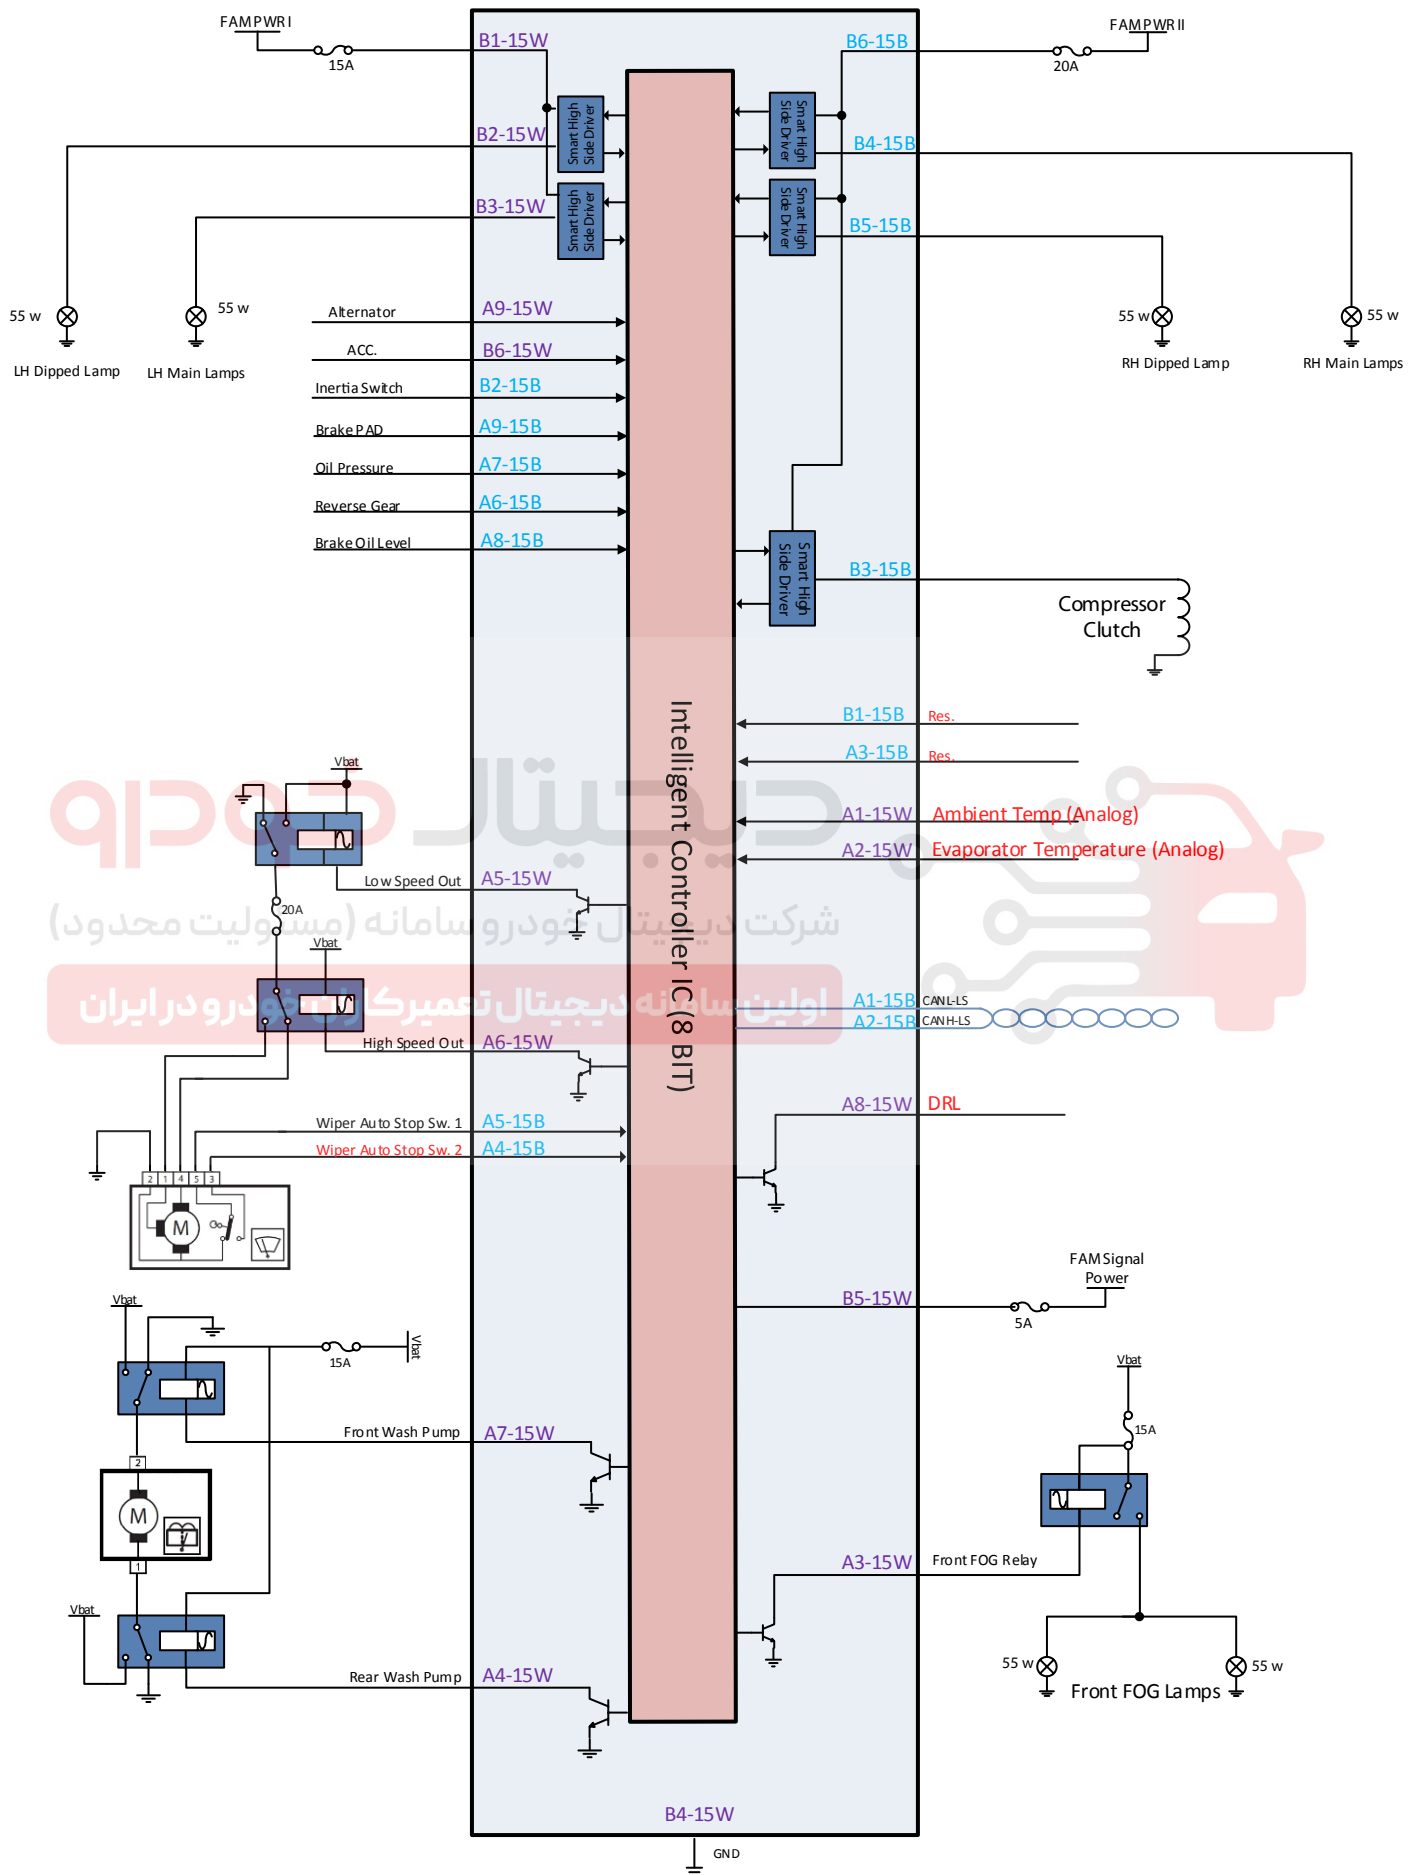 FAM PWR I
15A
B1-15W
B6-15B
20A
FAM PWR II
Smart High
Side Driver
Smart High
Side Driver
B2-15W
B4-15B
B3-15W
Smart High
Side Driver
Smart High
Side Driver
B5-15B
55 w
LH Dipped Lamp
55 w
LH Main Lamps
55 w
RH Dipped Lamp
55 w
RH Main Lamps
Alternator
A9-15W
ACC.
B6-15W
Inertia Switch
B2-15B
Brake PAD
A9-15B
Oil Pressure
A7-15B
Reverse Gear
A6-15B
Brake Oil Level
A8-15B
Smart High
Side Driver
B3-15B
Compressor
Clutch
Intelligent Controller IC (8 BIT)
B1-15B
Res.
A3-15B
Res.
A1-15W
Ambient Temp (Analog)
A2-15W
Evaporator Temperature (Analog)
دیجیتال خودرو
شرکت دیجیتال خودرو سامانه (مسئولیت محدود)
اولین سامانه دیجیتال تعمیرکاران خودرو در ایران
Vbat
Low Speed Out
A5-15W
20A
Vbat
High Speed Out
A6-15W
A1-15B
CANL-LS
A2-15B
CANH-LS
A8-15W
DRL
Wiper Auto Stop Sw. 1
A5-15B
Wiper Auto Stop Sw. 2
A4-15B
2 1 4 5 3
M
FAM Signal
Power
B5-15W
5A
Vbat
15A
Vbat
Front Wash Pump
A7-15W
2
M
1
Vbat
15A
A3-15W
Front FOG Relay
Vbat
Rear Wash Pump
A4-15W
55 w
55 w
Front FOG Lamps
B4-15W
GND